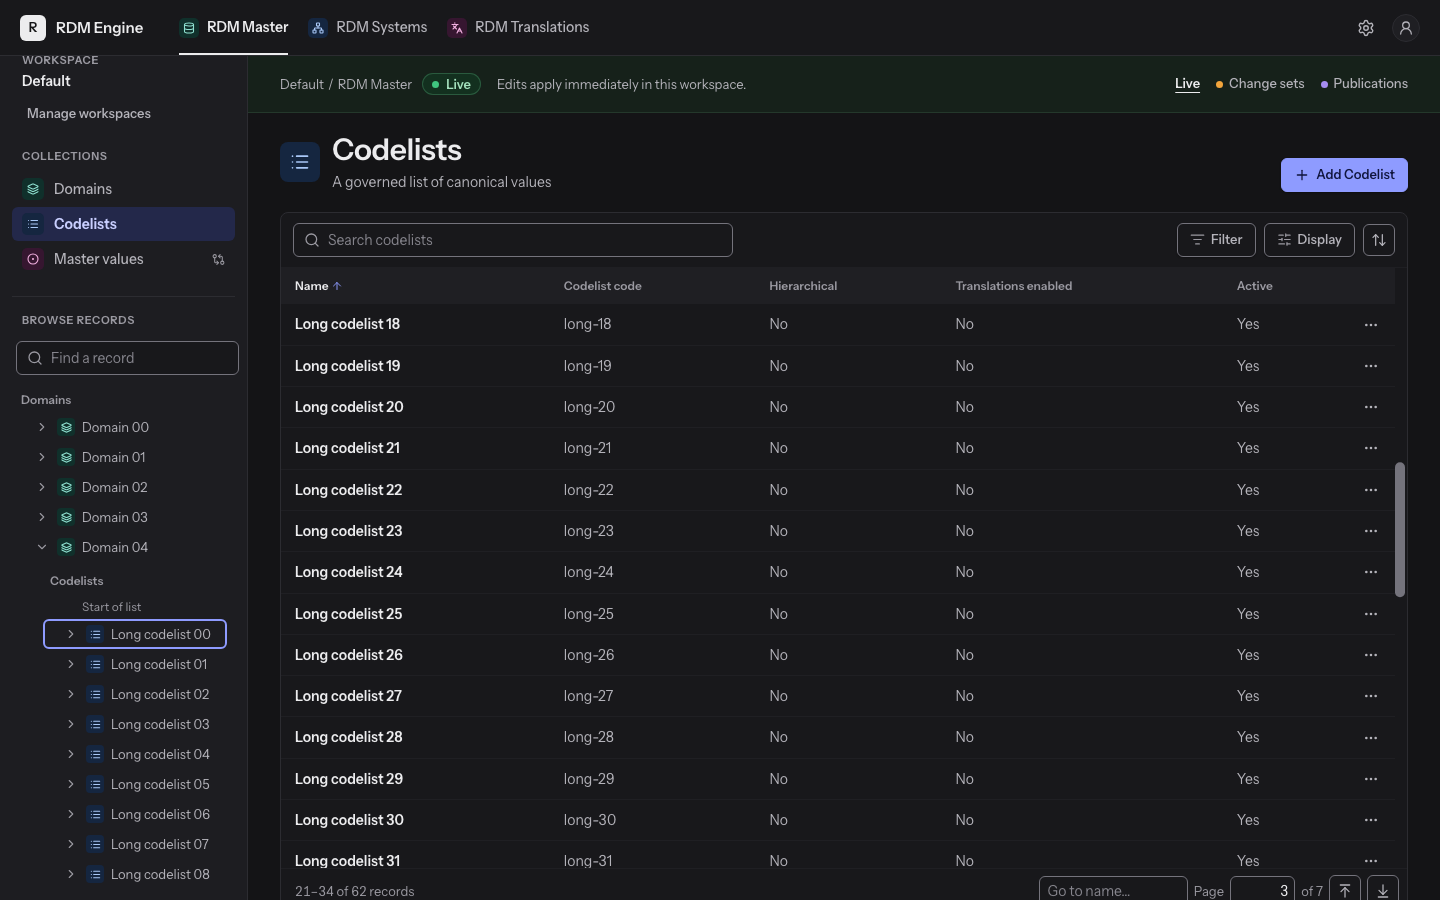 R RDM Engine RDM Master RDM Systems RDM Translations
WORKSPACE
Default
Manage workspaces
COLLECTIONS
Domains
Codelists
Master values
BROWSE RECORDS
Find a record
Domains
Domain 00
Domain 01
Domain 02
Domain 03
Domain 04
Codelists
Start of list
Long codelist 00
Long codelist 01
Long codelist 02
Long codelist 03
Long codelist 04
Long codelist 05
Long codelist 06
Long codelist 07
Long codelist 08
Default / RDM Master Live Edits apply immediately in this workspace. Live Change sets Publications
Codelists
A governed list of canonical values
Add Codelist
Search codelists Filter Display
Name Codelist code Hierarchical Translations enabled Active
Long codelist 18 long-18 No No Yes
Long codelist 19 long-19 No No Yes
Long codelist 20 long-20 No No Yes
Long codelist 21 long-21 No No Yes
Long codelist 22 long-22 No No Yes
Long codelist 23 long-23 No No Yes
Long codelist 24 long-24 No No Yes
Long codelist 25 long-25 No No Yes
Long codelist 26 long-26 No No Yes
Long codelist 27 long-27 No No Yes
Long codelist 28 long-28 No No Yes
Long codelist 29 long-29 No No Yes
Long codelist 30 long-30 No No Yes
Long codelist 31 long-31 No No Yes
21–34 of 62 records Go to name... Page 3 of 7